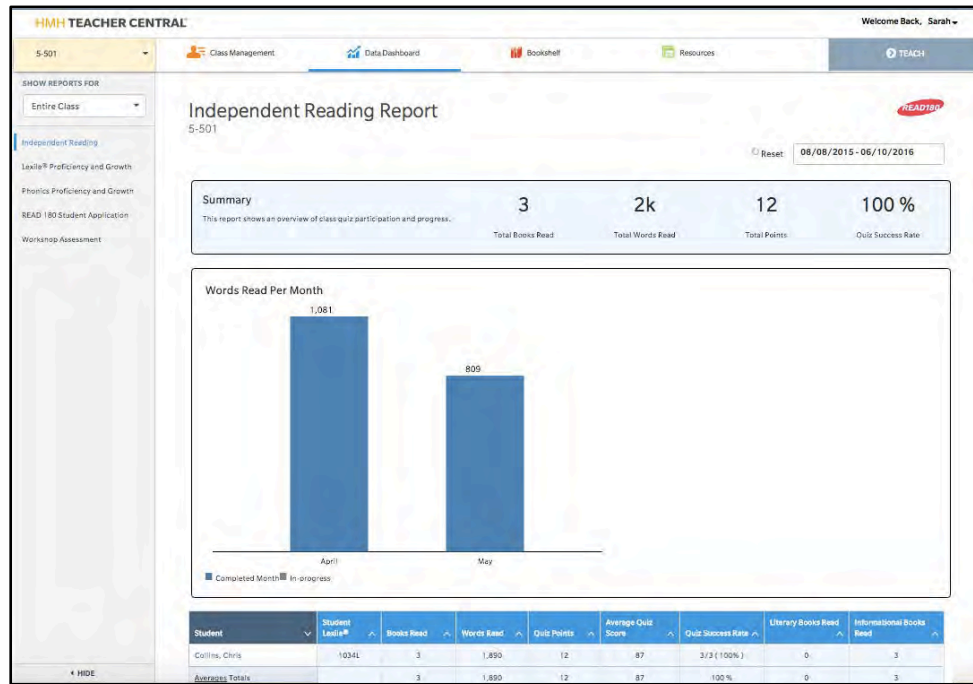 HMH TEACHER CENTRAL
Welcome Back, Sarah
5-501
Class Management
Data Dashboard
Bookshelf
Resources
TEACH
SHOW REPORTS FOR
Entire Class
Independent Reading
Lexile® Proficiency and Growth
Phonics Proficiency and Growth
READ 180 Student Application
Workshop Assessment
HIDE
Independent Reading Report
5-501
READ180
Reset
08/08/2015 - 06/10/2016
Summary
This report shows an overview of class quiz participation and progress.
3
Total Books Read
2k
Total Words Read
12
Total Points
100 %
Quiz Success Rate
Words Read Per Month
1,081
809
April
May
Completed Month In-progress
Student Student Lexile® Books Read Words Read Quiz Points Average Quiz Score Quiz Success Rate Literary Books Read Informational Books Read
Collins, Chris 1034L 3 1,890 12 87 3/3 ( 100% ) 0 3
Averages Totals 3 1,890 12 87 100 % 0 3